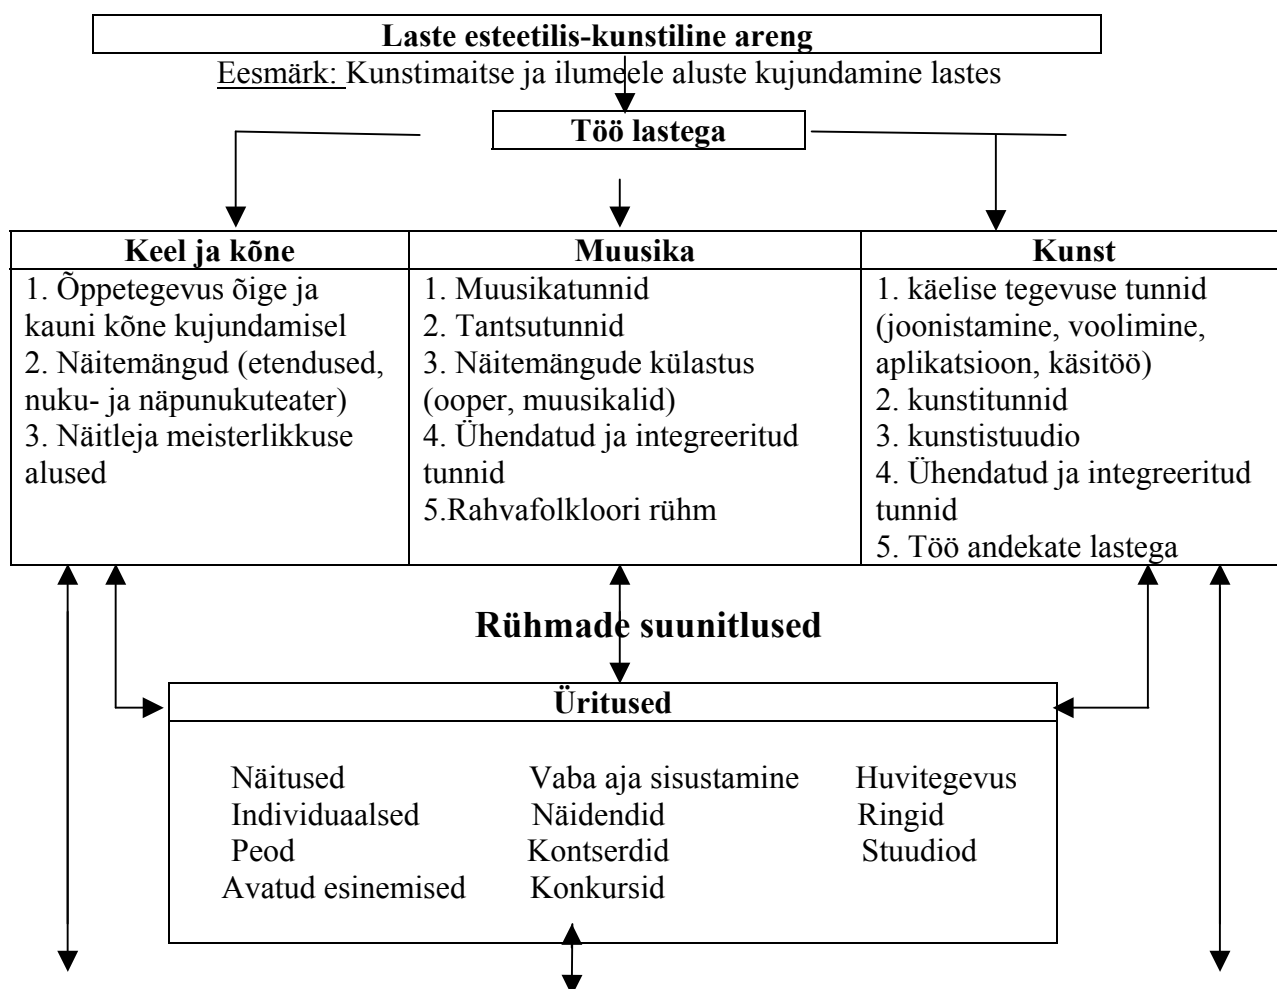 Laste esteetilis-kunstiline areng
Eesmärk: Kunstimaitse ja ilumeele aluste kujundamine lastes
Töö lastega
Keel ja kõne
1. Õppetegevus õige ja
kauni kõne kujundamisel
2. Näitemängud (etendused,
nuku- ja näpunukuteater)
3. Näitleja meisterlikkuse
alused
Muusika
1. Muusikatunnid
2. Tantsutunnid
3. Näitemängude külastus
(ooper, muusikalid)
4. Ühendatud ja integreeritud
tunnid
5.Rahvafolkloori rühm
Kunst
1. käelise tegevuse tunnid
(joonistamine, voolimine,
aplikatsioon, käsitöö)
2. kunstitunnid
3. kunstistuudio
4. Ühendatud ja integreeritud
tunnid
5. Töö andekate lastega
Rühmade suunitlused
Üritused
Näitused Vaba aja sisustamine Huvitegevus
Individuaalsed Näidendid Ringid
Peod Kontserdid Stuudiod
Avatud esinemised Konkursid